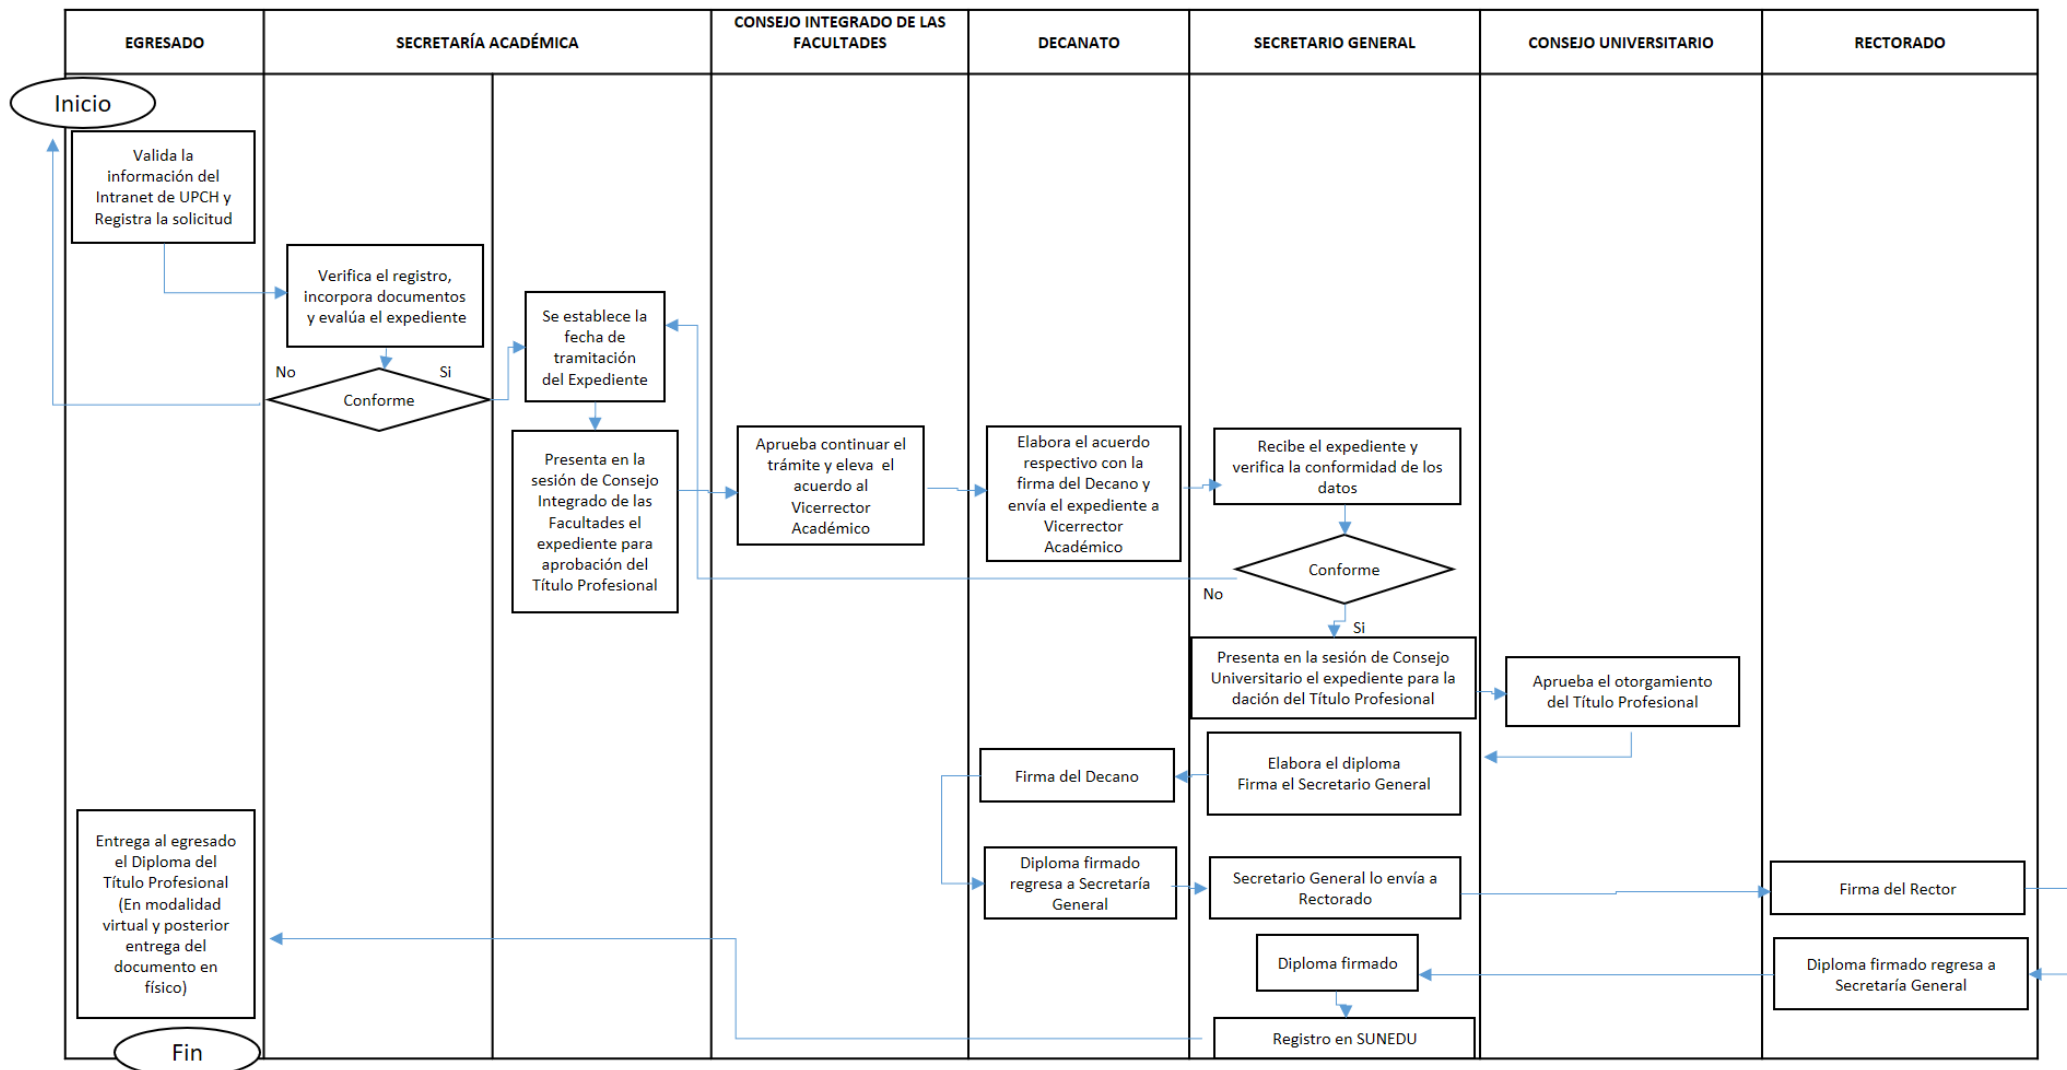 EGRESADO
SECRETARÍA ACADÉMICA
CONSEJO INTEGRADO DE LAS
FACULTADES
DECANATO
SECRETARIO GENERAL
CONSEJO UNIVERSITARIO
RECTORADO
Inicio
Valida la
información del
Intranet de UPCH y
Registra la solicitud
Verifica el registro,
incorpora documentos
y evalúa el expediente
No
Si
Conforme
Se establece la
fecha de
tramitación
del Expediente
Presenta en la
sesión de Consejo
Integrado de las
Facultades el
expediente para
aprobación del
Título Profesional
Aprueba continuar el
trámite y eleva el
acuerdo al
Vicerrector
Académico
Elabora el acuerdo
respectivo con la
firma del Decano y
envía el expediente a
Vicerrector
Académico
Recibe el expediente y
verifica la conformidad de los
datos
Conforme
No
Si
Presenta en la sesión de Consejo
Universitario el expediente para la
dación del Título Profesional
Aprueba el otorgamiento
del Título Profesional
Elabora el diploma
Firma el Secretario General
Firma del Decano
Diploma firmado
regresa a Secretaría
General
Secretario General lo envía a
Rectorado
Firma del Rector
Diploma firmado regresa a
Secretaría General
Diploma firmado
Registro en SUNEDU
Entrega al egresado
el Diploma del
Título Profesional
(En modalidad
virtual y posterior
entrega del
documento en
físico)
Fin